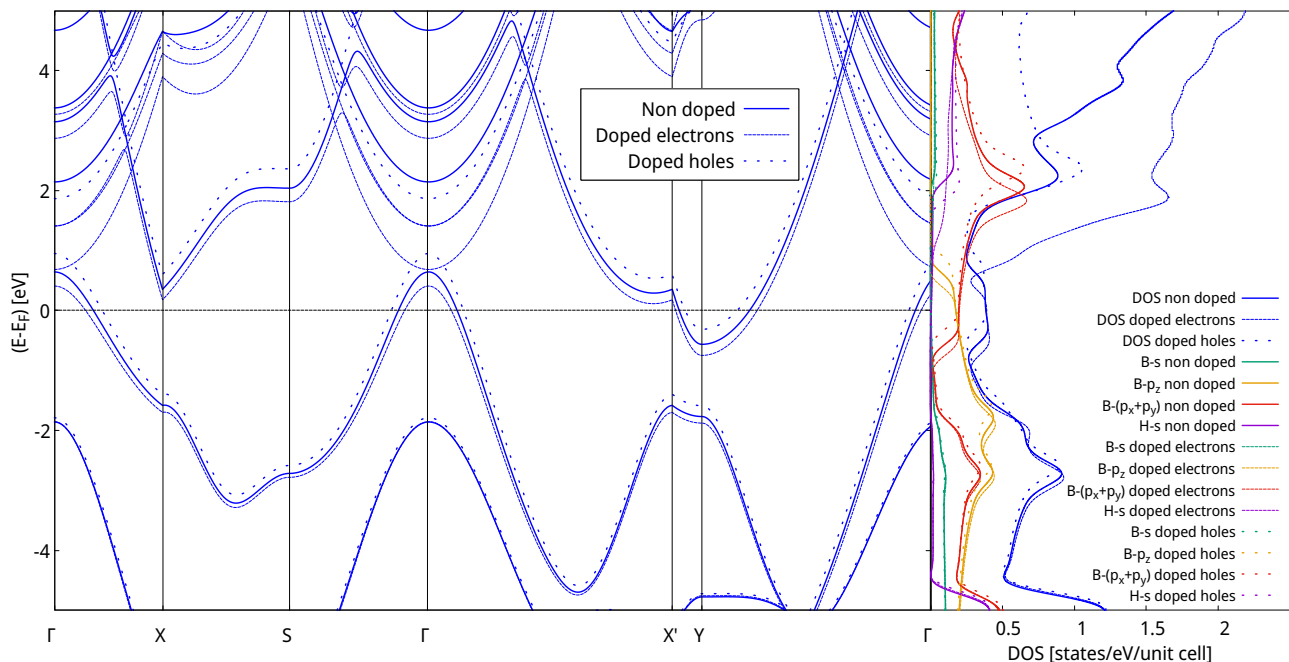 4
2
0
-2
-4
(E-E_F) [eV]
Γ X S Γ X' Y Γ
Non doped
Doped electrons
Doped holes
DOS non doped
DOS doped electrons
DOS doped holes
B-s non doped
B-p_z non doped
B-(p_x+p_y) non doped
H-s non doped
B-s doped electrons
B-p_z doped electrons
B-(p_x+p_y) doped electrons
H-s doped electrons
B-s doped holes
B-p_z doped holes
B-(p_x+p_y) doped holes
H-s doped holes
0.5 1 1.5 2
DOS [states/eV/unit cell]